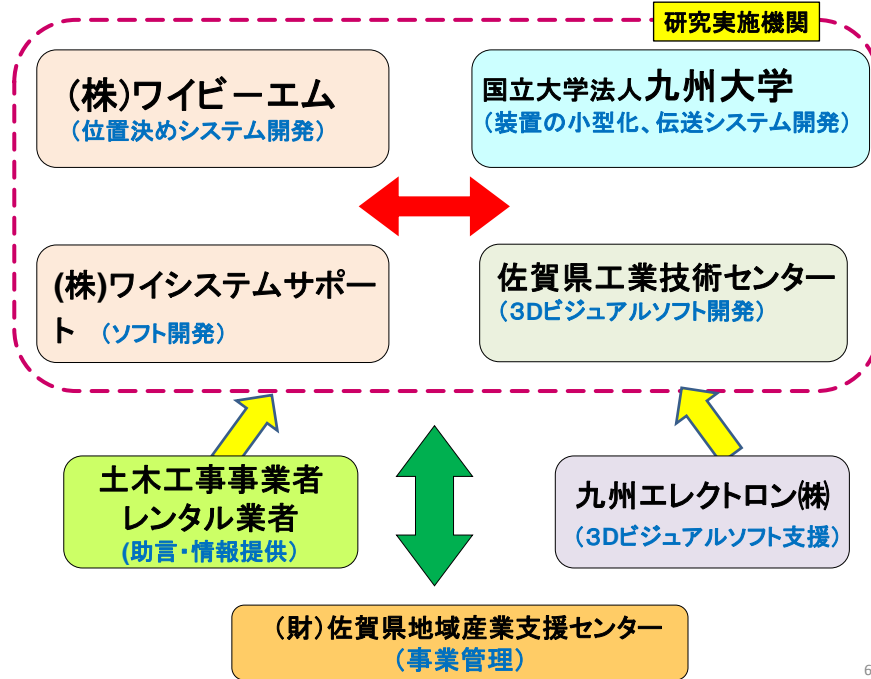 研究実施機関
(株)ワイビーエム
(位置決めシステム開発)
国立大学法人九州大学
(装置の小型化、伝送システム開発)
(株)ワイシステムサポー
ト (ソフト開発)
佐賀県工業技術センター
(3Dビジュアルソフト開発)
土木工事事業者
レンタル業者
(助言・情報提供)
九州エレクトロン㈱
(3Dビジュアルソフト支援)
(財)佐賀県地域産業支援センター
(事業管理)
6